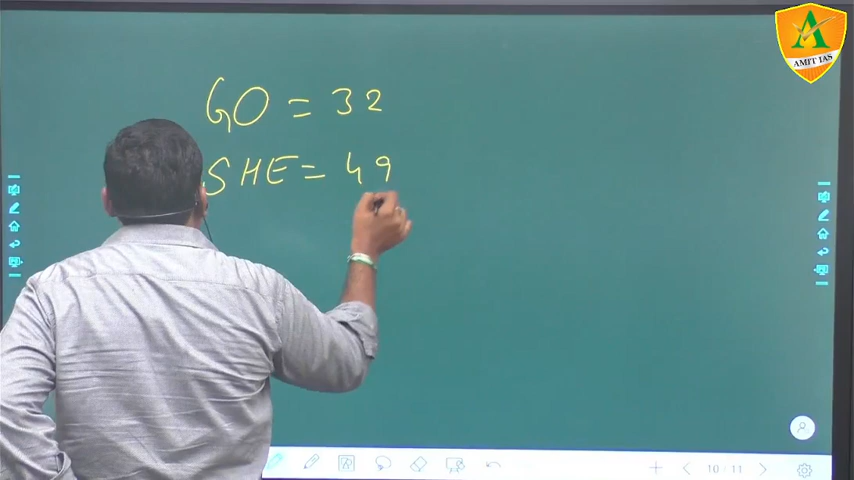 A
AMIT IAS
GO = 32
SHE = 49
10 / 11